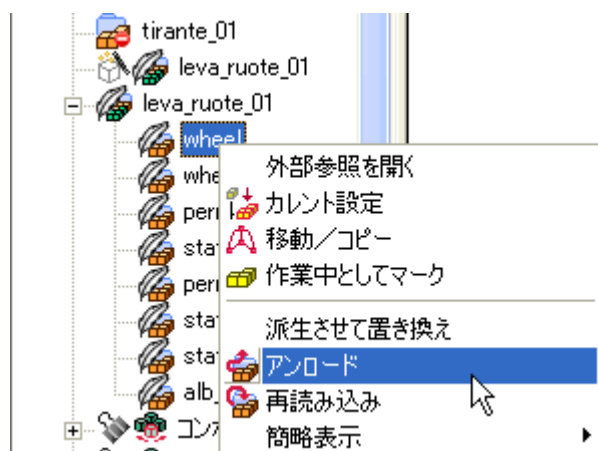 tirante_01
leva_ruote_01
leva_ruote_01
wheel
外部参照を開く
カレント設定
移動／コピー
作業中としてマーク
派生させて置き換え
アンロード
再読み込み
簡略表示